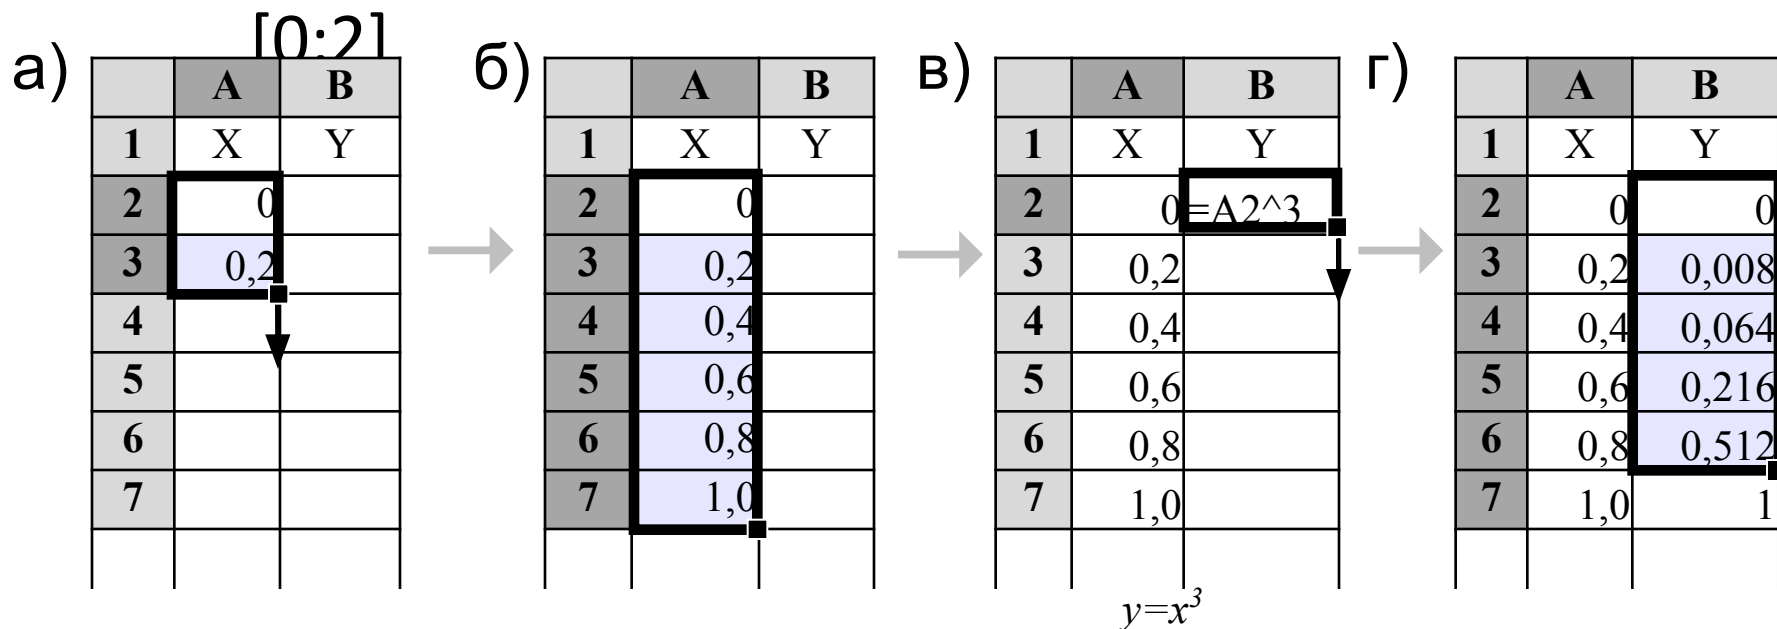 [0;2]
а) б) в) г)
A B A B A B A B
1 X Y 1 X Y 1 X Y 1 X Y
2 0 2 0 2 0 =A2^3 2 0 0
3 0,2 3 0,2 3 0,2 3 0,2 0,008
4 4 0,4 4 0,4 4 0,4 0,064
5 5 0,6 5 0,6 5 0,6 0,216
6 6 0,8 6 0,8 6 0,8 0,512
7 7 1,0 7 1,0 7 1,0 1
y=x³